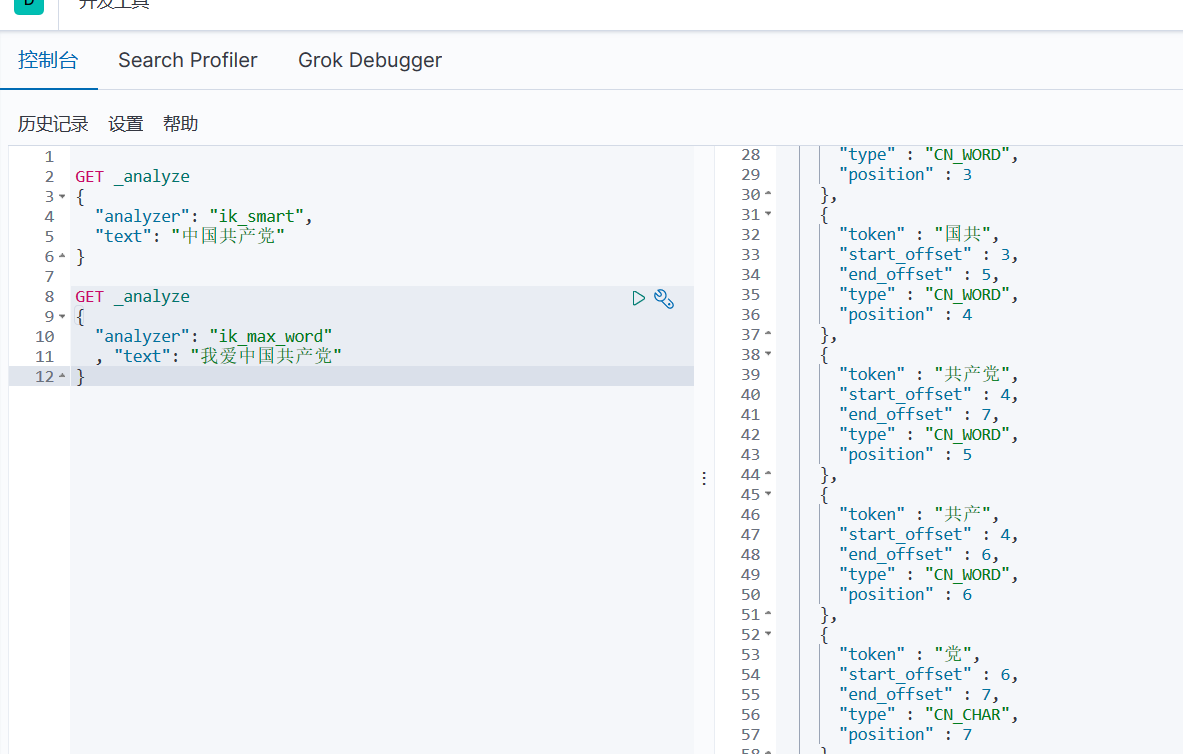 D 开发工具
控制台 Search Profiler Grok Debugger
历史记录 设置 帮助
1
2 GET _analyze
3 {
4 "analyzer": "ik_smart",
5 "text": "中国共产党"
6 }
7
8 GET _analyze
9 {
10 "analyzer": "ik_max_word"
11 , "text": "我爱中国共产党"
12 }
28 "type" : "CN_WORD",
29 "position" : 3
30 },
31 {
32 "token" : "国共",
33 "start_offset" : 3,
34 "end_offset" : 5,
35 "type" : "CN_WORD",
36 "position" : 4
37 },
38 {
39 "token" : "共产党",
40 "start_offset" : 4,
41 "end_offset" : 7,
42 "type" : "CN_WORD",
43 "position" : 5
44 },
45 {
46 "token" : "共产",
47 "start_offset" : 4,
48 "end_offset" : 6,
49 "type" : "CN_WORD",
50 "position" : 6
51 },
52 {
53 "token" : "党",
54 "start_offset" : 6,
55 "end_offset" : 7,
56 "type" : "CN_CHAR",
57 "position" : 7
58 }